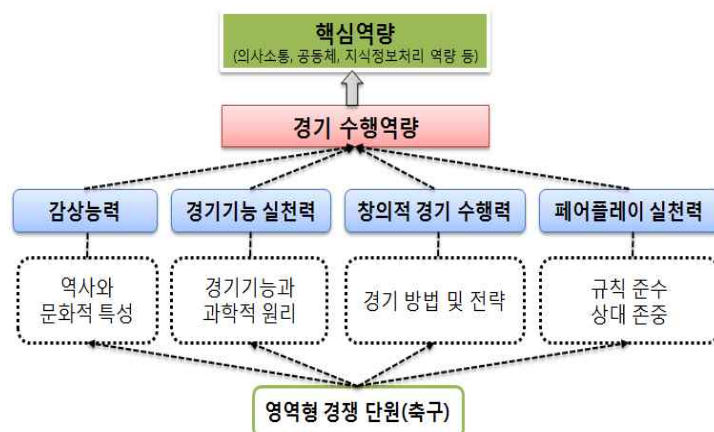 핵심역량
(의사소통, 공동체, 지식정보처리 역량 등)
경기 수행역량
감상능력
경기기능 실천력
창의적 경기 수행력
페어플레이 실천력
역사와
문화적 특성
경기기능과
과학적 원리
경기 방법 및 전략
규칙 준수
상대 존중
영역형 경쟁 단원(축구)